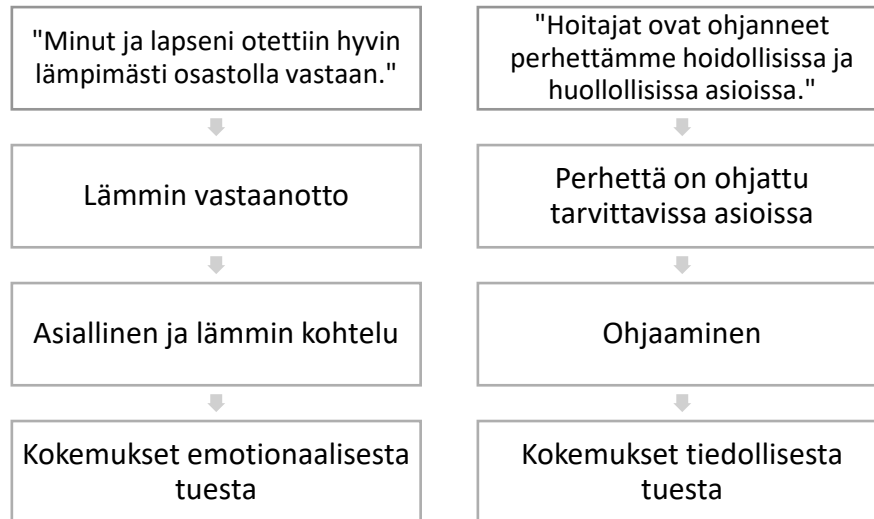 "Minut ja lapseni otettiin hyvin
lämpimästi osastolla vastaan."
Lämmin vastaanotto
Asiallinen ja lämmin kohtelu
Kokemukset emotionaalisesta
tuesta
"Hoitajat ovat ohjanneet
perhettämme hoidollisissa ja
huollollisissa asioissa."
Perhettä on ohjattu
tarvittavissa asioissa
Ohjaaminen
Kokemukset tiedollisesta
tuesta